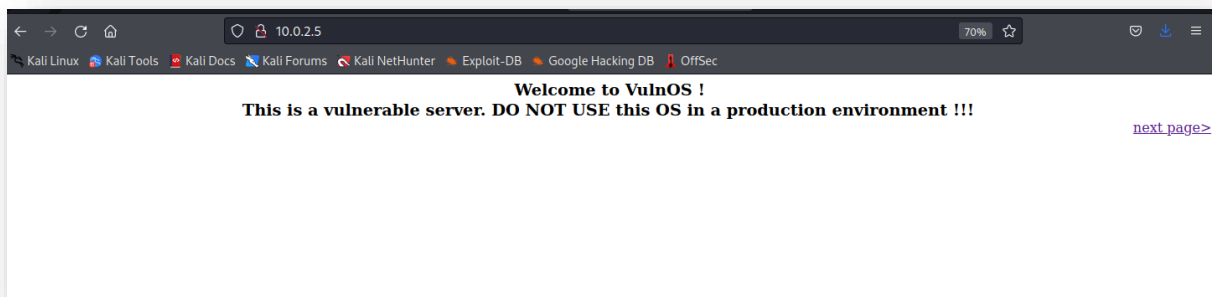 10.0.2.5
70%
Kali Linux Kali Tools Kali Docs Kali Forums Kali NetHunter Exploit-DB Google Hacking DB OffSec
Welcome to VulnOS !
This is a vulnerable server. DO NOT USE this OS in a production environment !!!
next page>